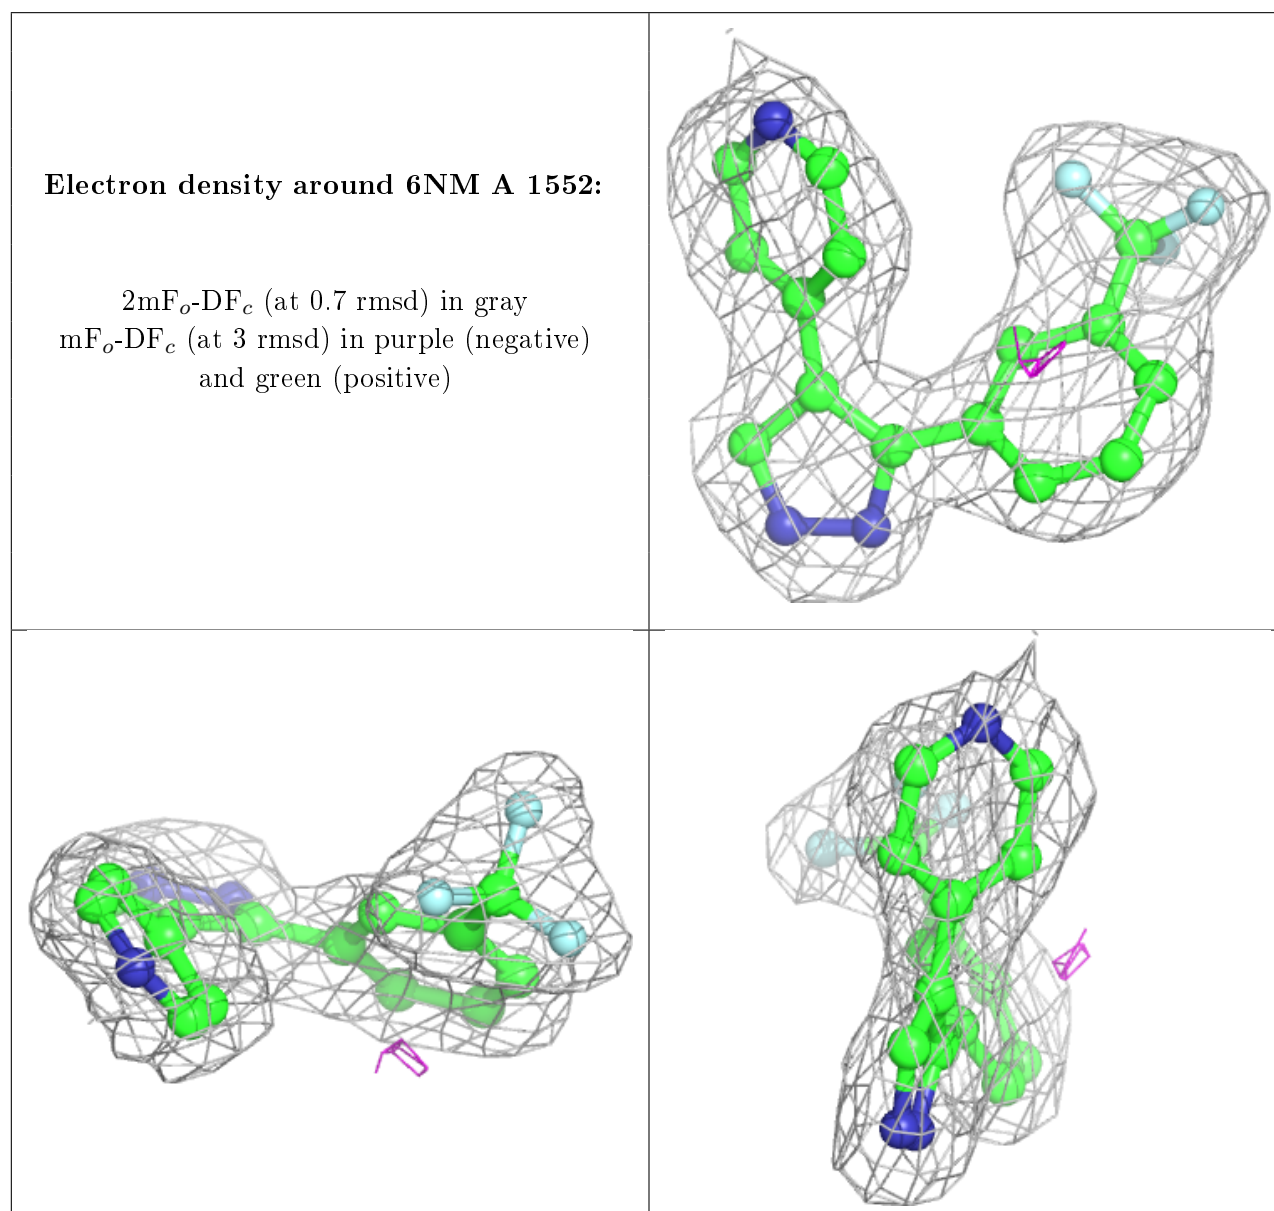 Electron density around 6NM A 1552:
2mFo-DFc (at 0.7 rmsd) in gray
mFo-DFc (at 3 rmsd) in purple (negative)
and green (positive)